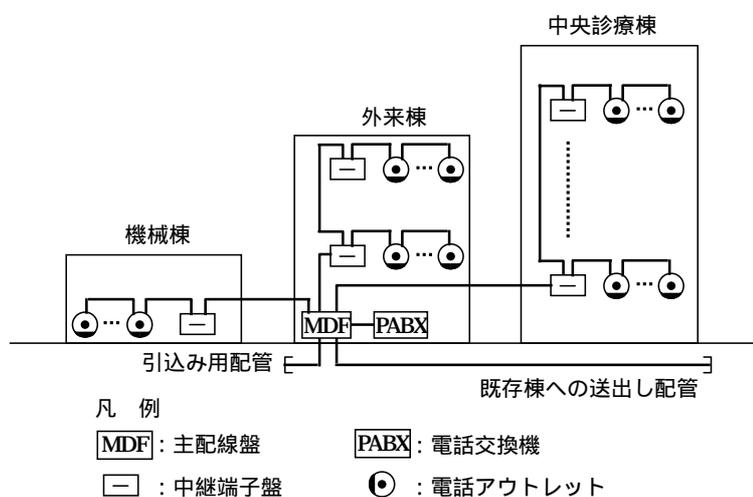 中央診療棟
外来棟
機械棟
MDF PABX
引込み用配管
既存棟への送出し配管
凡 例
MDF:主配線盤 PABX:電話交換機
:中継端子盤 :電話アウトレット